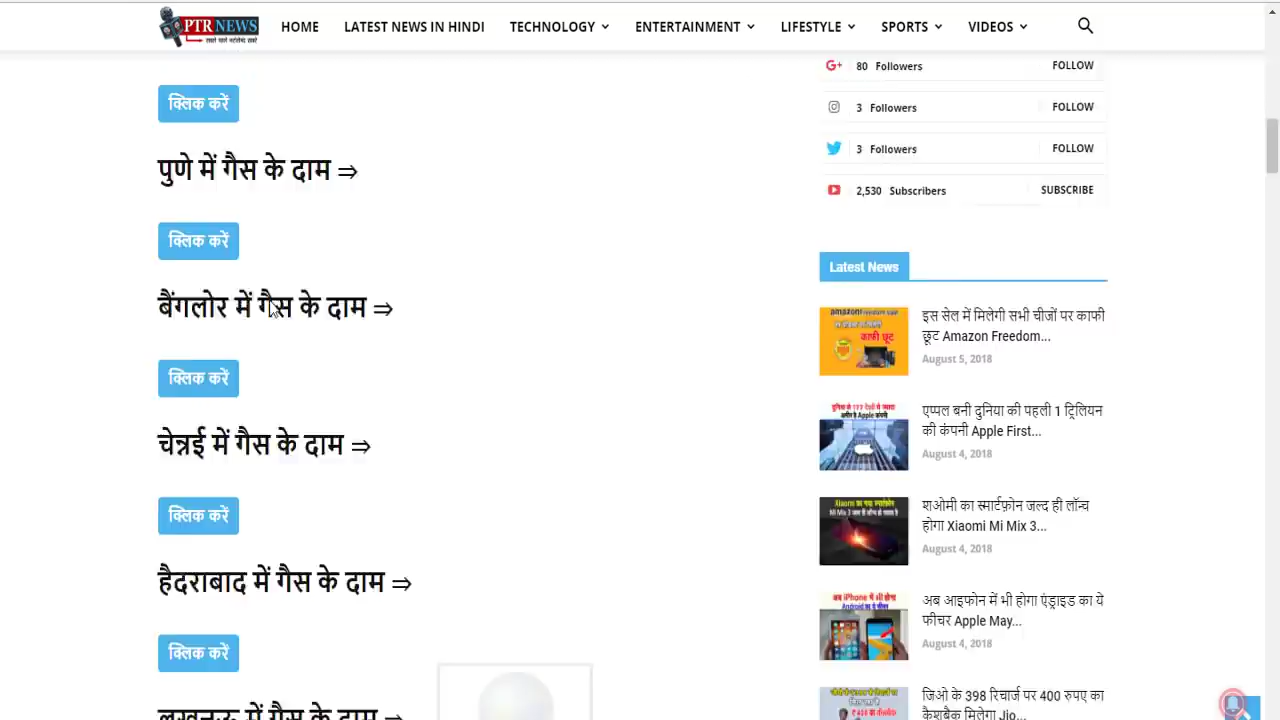 PTR NEWS
HOME
LATEST NEWS IN HINDI
TECHNOLOGY
ENTERTAINMENT
LIFESTYLE
SPORTS
VIDEOS
क्लिक करें
पुणे में गैस के दाम ⇒
क्लिक करें
बैंगलोर में गैस के दाम ⇒
क्लिक करें
चेन्नई में गैस के दाम ⇒
क्लिक करें
हैदराबाद में गैस के दाम ⇒
क्लिक करें
लखनऊ में गैस के दाम ⇒
80 Followers FOLLOW
3 Followers FOLLOW
3 Followers FOLLOW
2,530 Subscribers SUBSCRIBE
Latest News
इस सेल में मिलेगी सभी चीजों पर काफी
छूट Amazon Freedom...
August 5, 2018
एप्पल बनी दुनिया की पहली 1 ट्रिलियन
की कंपनी Apple First...
August 4, 2018
शओमी का स्मार्टफ़ोन जल्द ही लॉन्च
होगा Xiaomi Mi Mix 3...
August 4, 2018
अब आइफोन में भी होगा एंड्राइड का ये
फीचर Apple May...
August 4, 2018
जिओ के 398 रिचार्ज पर 400 रुपए का
कैशबैक मिलेगा Jio...
काफी छूट